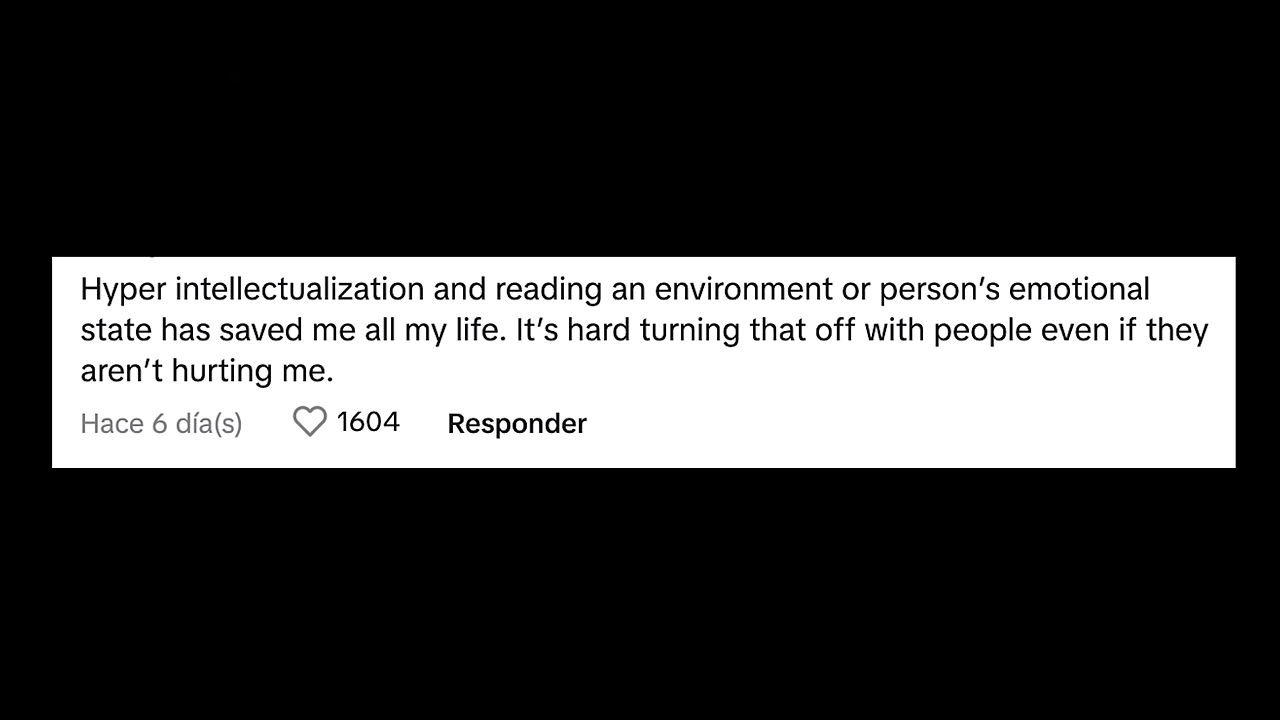 Hyper intellectualization and reading an environment or person’s emotional
state has saved me all my life. It’s hard turning that off with people even if they
aren’t hurting me.
Hace 6 día(s) 1604 Responder